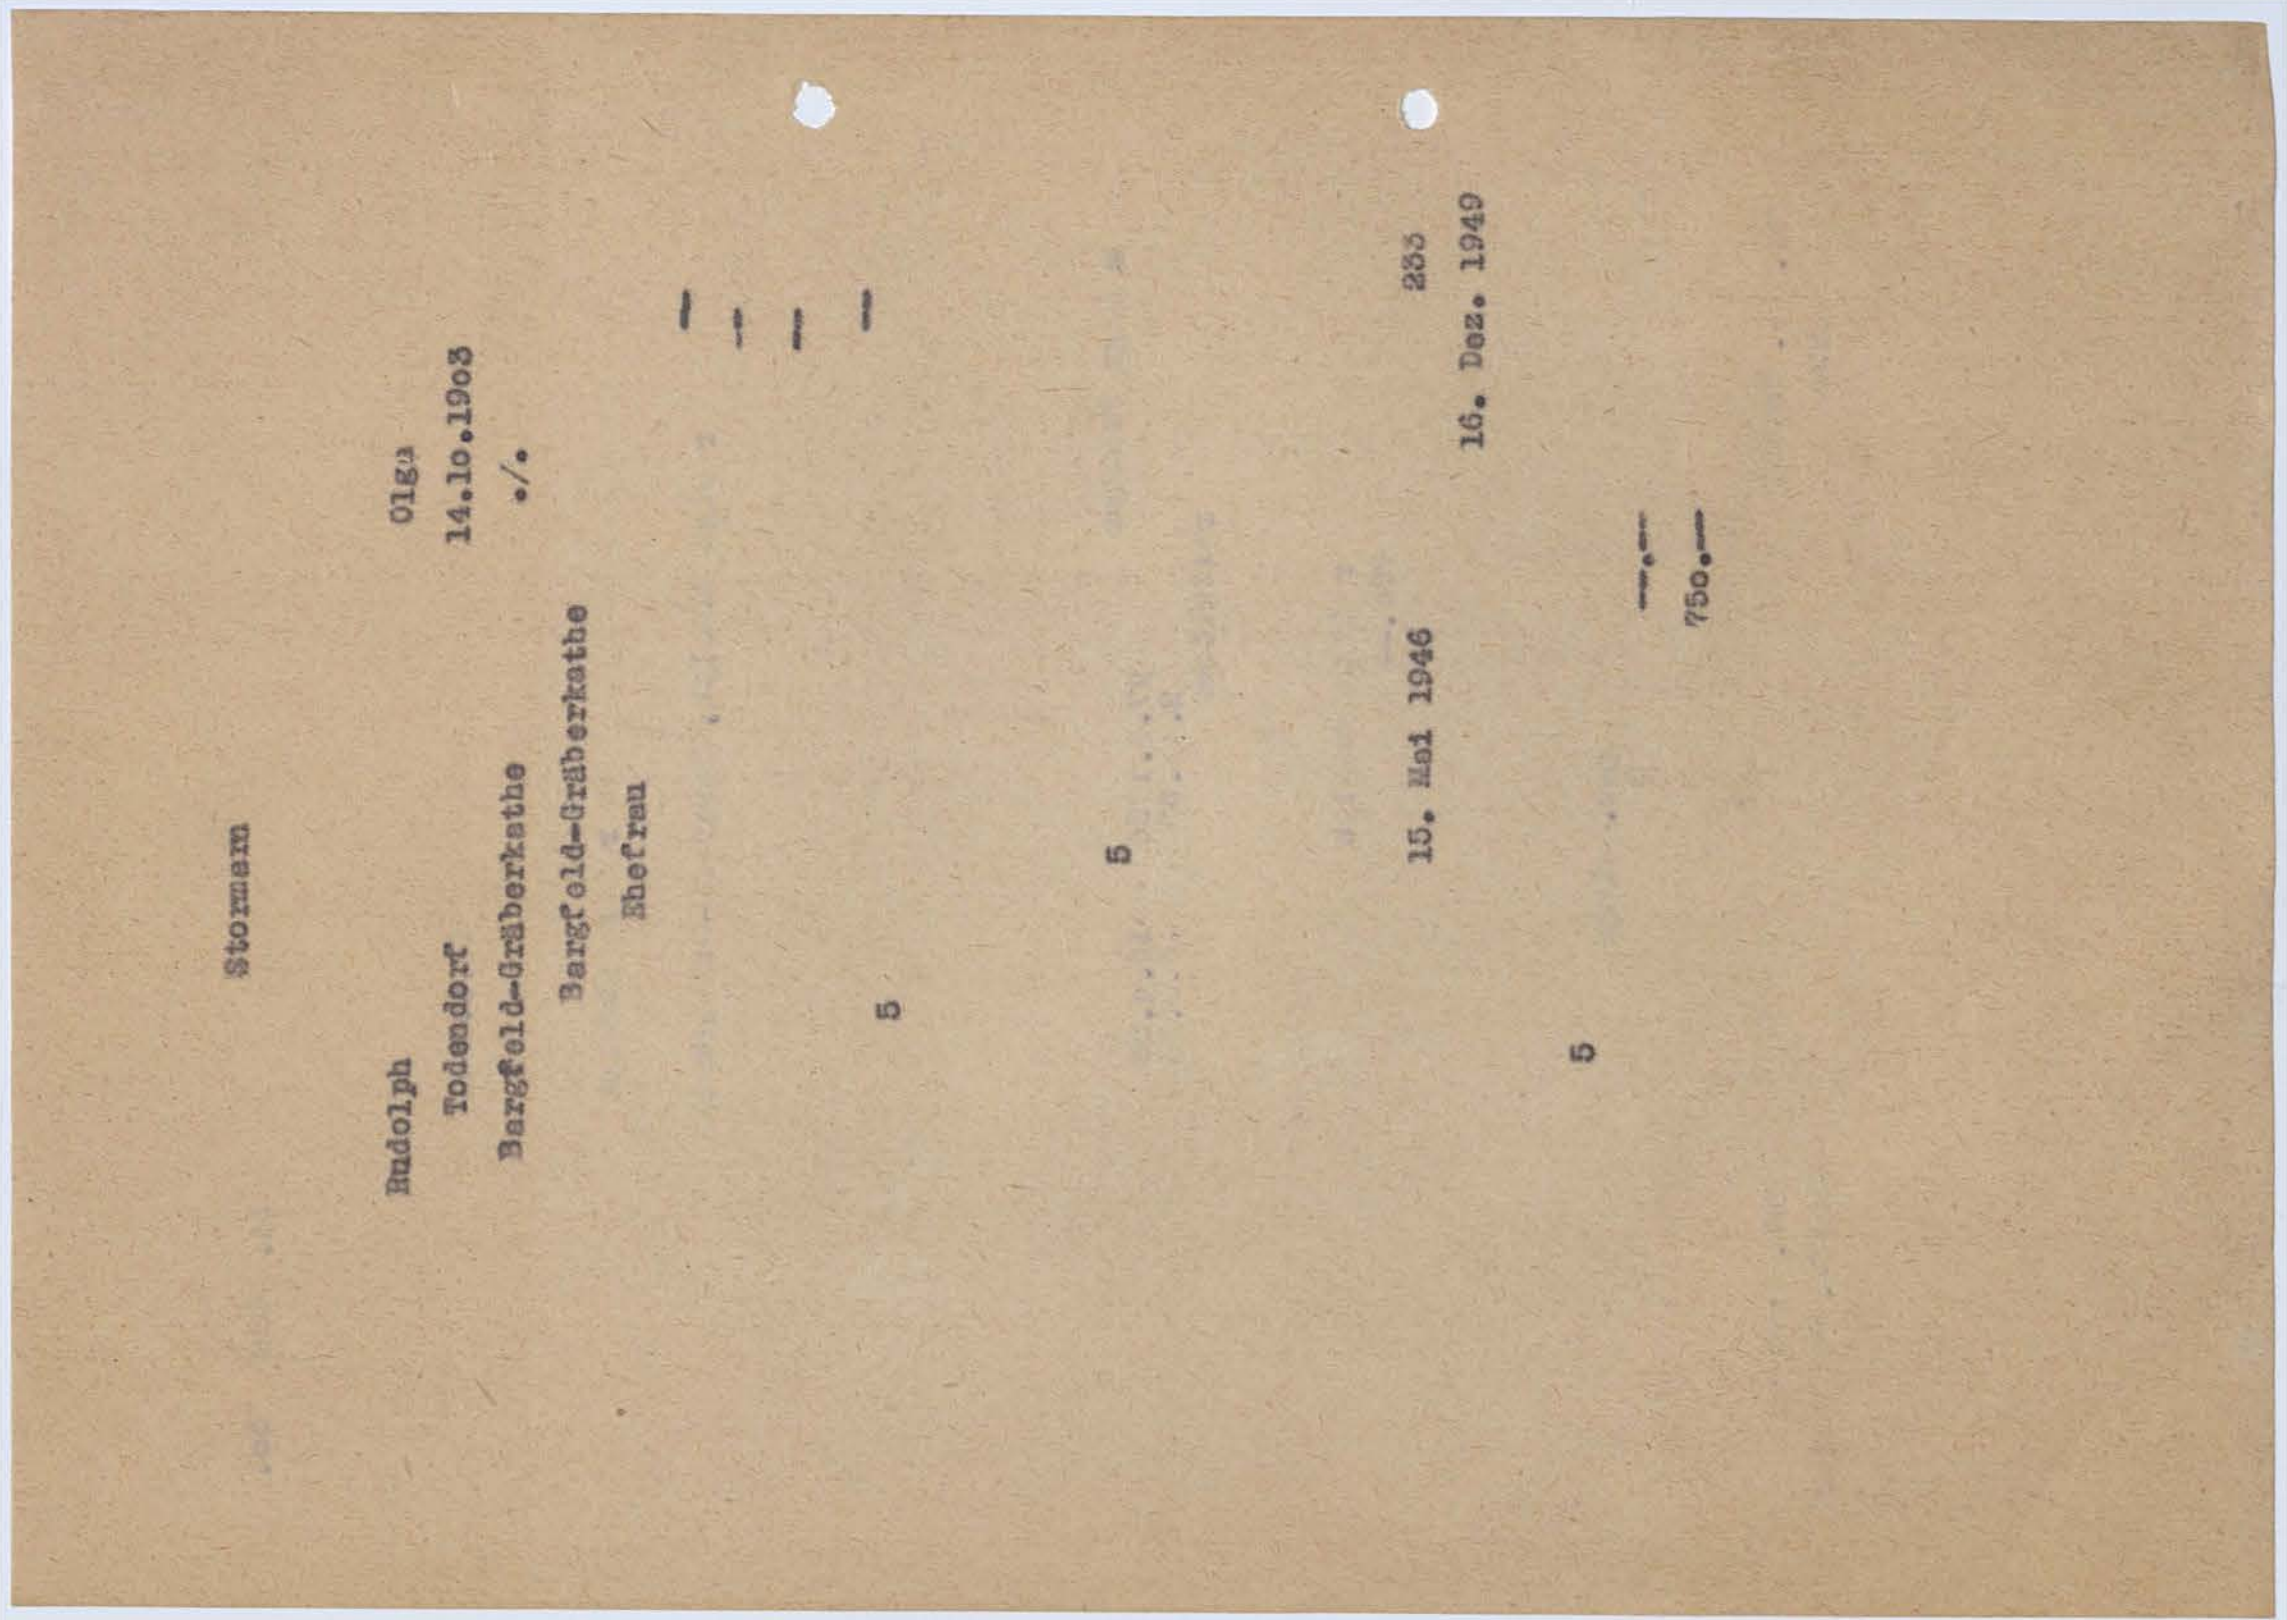 Stormarn
Rudolph Olga
Todendorf 14.10.1903
Bargfeld-Gräberkathe ./.
Bargfeld-Gräberkathe
Ehefrau
—
—
—
5 —
5
15. Mai 1946 233
16. Dez. 1949
5
—.—
750.—